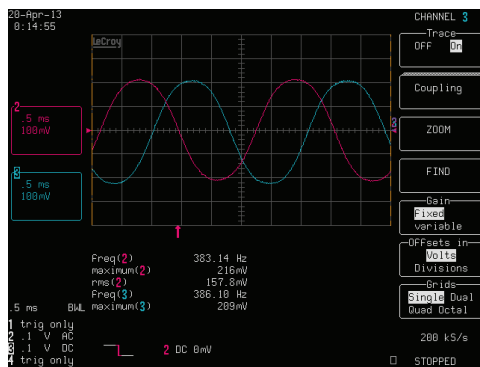 20-Apr-13
0:14:55
LeCroy
CHANNEL 3
Trace
OFF On
Coupling
ZOOM
FIND
Gain
Fixed
variable
OFFsets in
Volts
Divisions
Grids
Single Dual
Quad Octal
200 kS/s
STOPPED
2
.5 ms
100mV
3
.5 ms
100mV
3
freq(2) 383.14 Hz
maximum(2) 216mV
rms(2) 157.8mV
freq(3) 386.10 Hz
maximum(3) 209mV
.5 ms BWL
1 trig only
2 .1 V AC
3 .1 V DC
4 trig only
2 DC 0mV